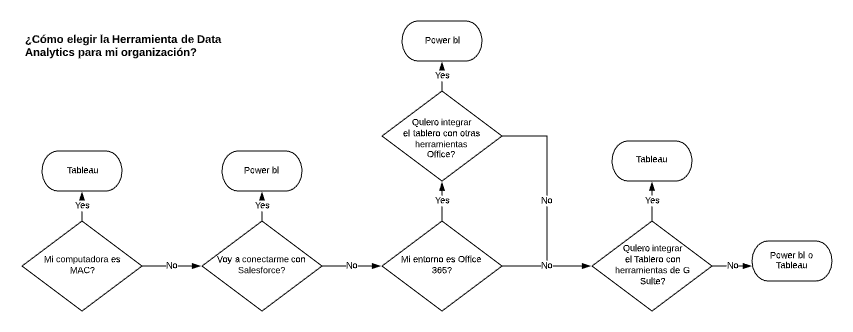 ¿Cómo elegir la Herramienta de Data
Analytics para mi organización?
Power bI
Yes
Quiero integrar
el tablero con otras
herramientas
Office?
No
Tableau
Yes
Mi computadora es
MAC?
No
Power bI
Yes
Voy a conectarme con
Salesforce?
No
Yes
Mi entorno es Office
365?
No
Tableau
Yes
Quiero integrar
el Tablero con
herramientas de G
Suite?
No
Power bI o
Tableau